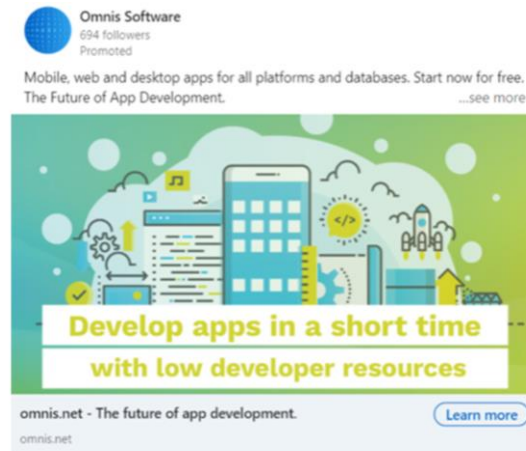 Omnis Software
694 followers
Promoted
Mobile, web and desktop apps for all platforms and databases. Start now for free.
The Future of App Development.
...see more
</>
Develop apps in a short time
with low developer resources
omnis.net - The future of app development.
Learn more
omnis.net